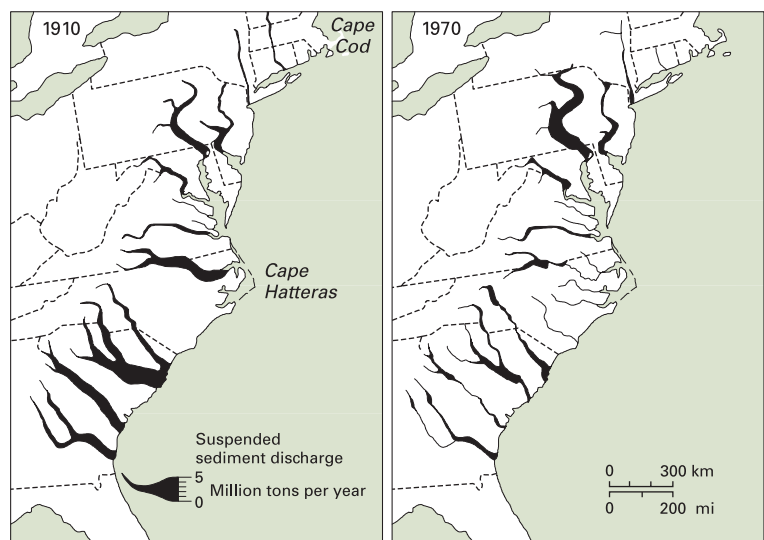 1910
Cape
Cod
Cape
Hatteras
Suspended
sediment discharge
5
Million tons per year
0
1970
0 300 km
0 200 mi